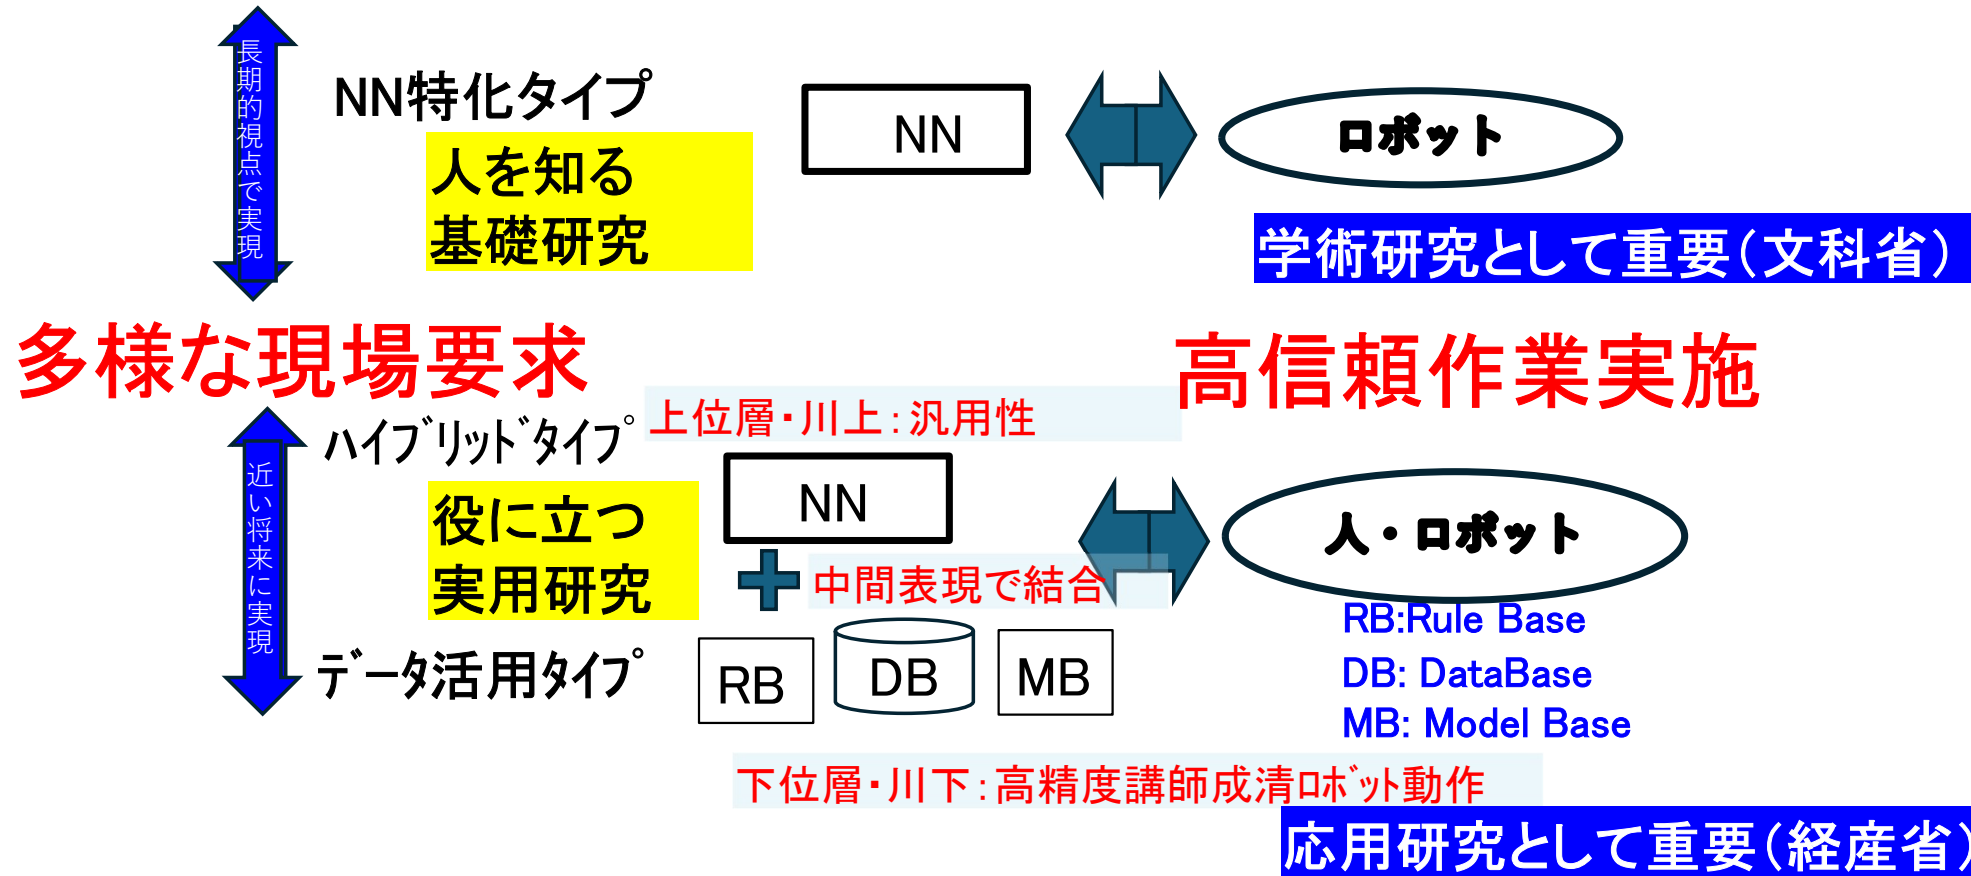 長期的視点で実現
NN特化タイプ
人を知る
基礎研究
NN
ロボット
学術研究として重要(文科省)
多様な現場要求
高信頼作業実施
上位層・川上:汎用性
ﾊｲﾌﾞﾘｯﾄﾞﾀｲﾌﾟ
近い将来に実現
役に立つ
実用研究
NN
中間表現で結合
人・ロボット
RB:Rule Base
DB: DataBase
MB: Model Base
ﾃﾞｰﾀ活用ﾀｲﾌﾟ
RB
DB
MB
下位層・川下:高精度講師成清ﾛﾎﾞｯﾄ動作
応用研究として重要(経産省)